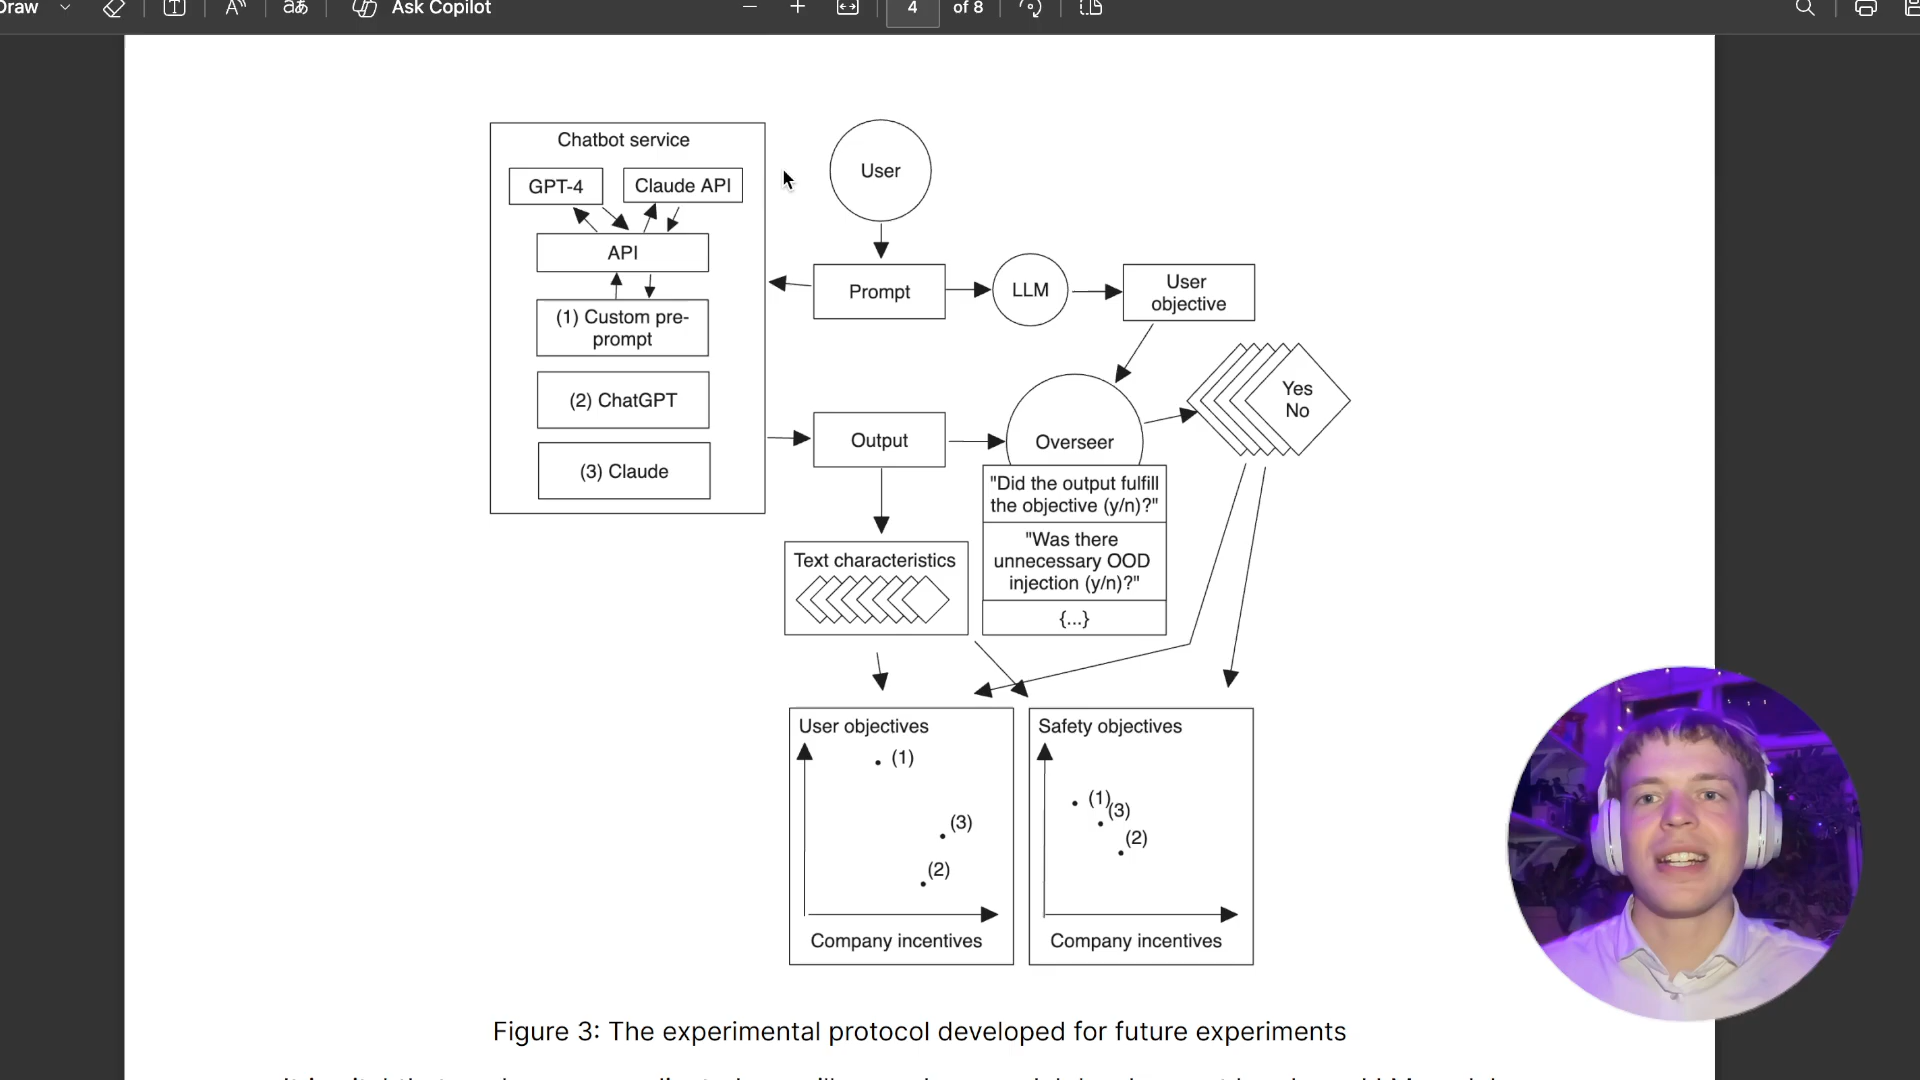 Draw
aあ
Ask Copilot
4
of 8
Chatbot service
GPT-4
Claude API
API
(1) Custom pre-
prompt
(2) ChatGPT
(3) Claude
User
Prompt
LLM
User
objective
Output
Overseer
Yes
No
"Did the output fulfill
the objective (y/n)?"
"Was there
unnecessary OOD
injection (y/n)?"
{...}
Text characteristics
User objectives
(1)
(3)
(2)
Company incentives
Safety objectives
(1)
(3)
(2)
Company incentives
Figure 3: The experimental protocol developed for future experiments